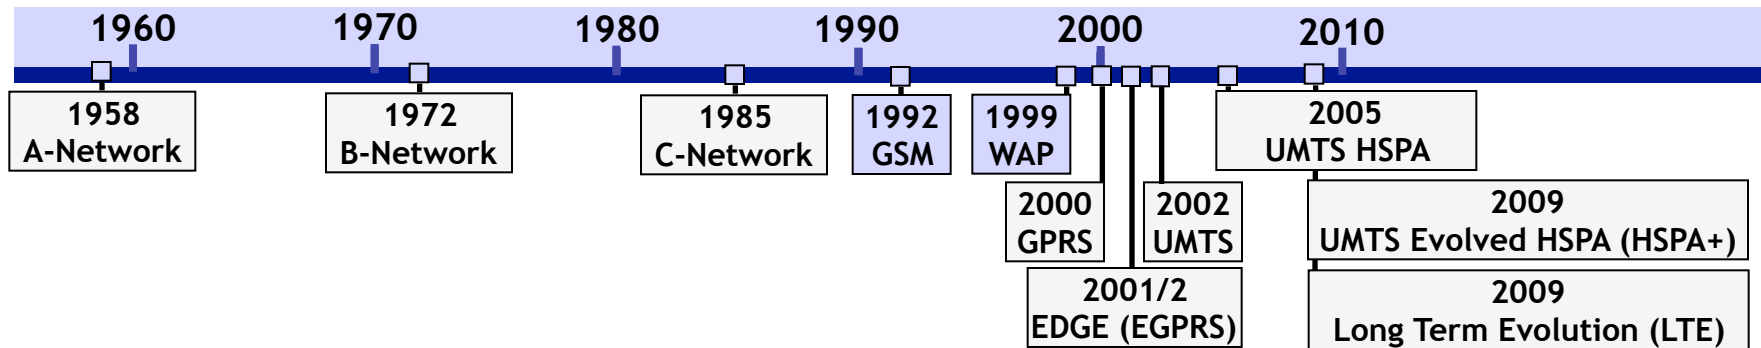 1960 1970 1980 1990 2000 2010
1958
A-Network
1972
B-Network
1985
C-Network
1992
GSM
1999
WAP
2005
UMTS HSPA
2000
GPRS
2002
UMTS
2009
UMTS Evolved HSPA (HSPA+)
2001/2
EDGE (EGPRS)
2009
Long Term Evolution (LTE)